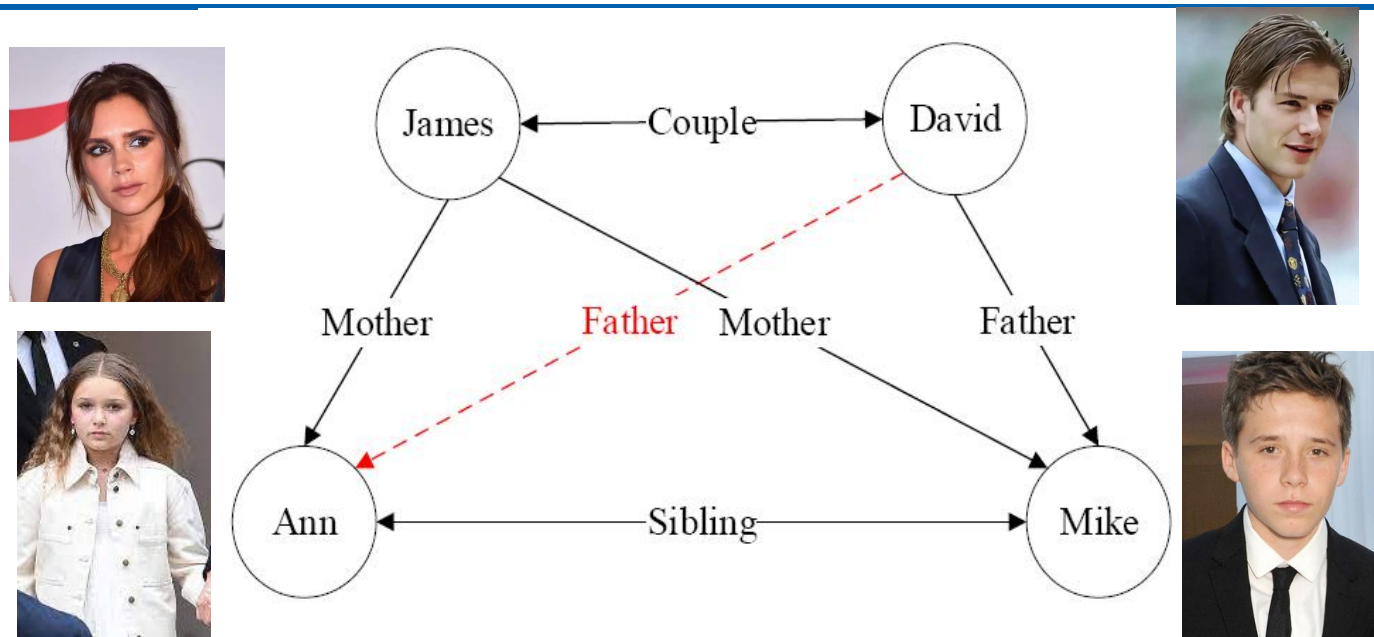 James
Couple
David
Mother
Father
Mother
Father
Ann
Sibling
Mike